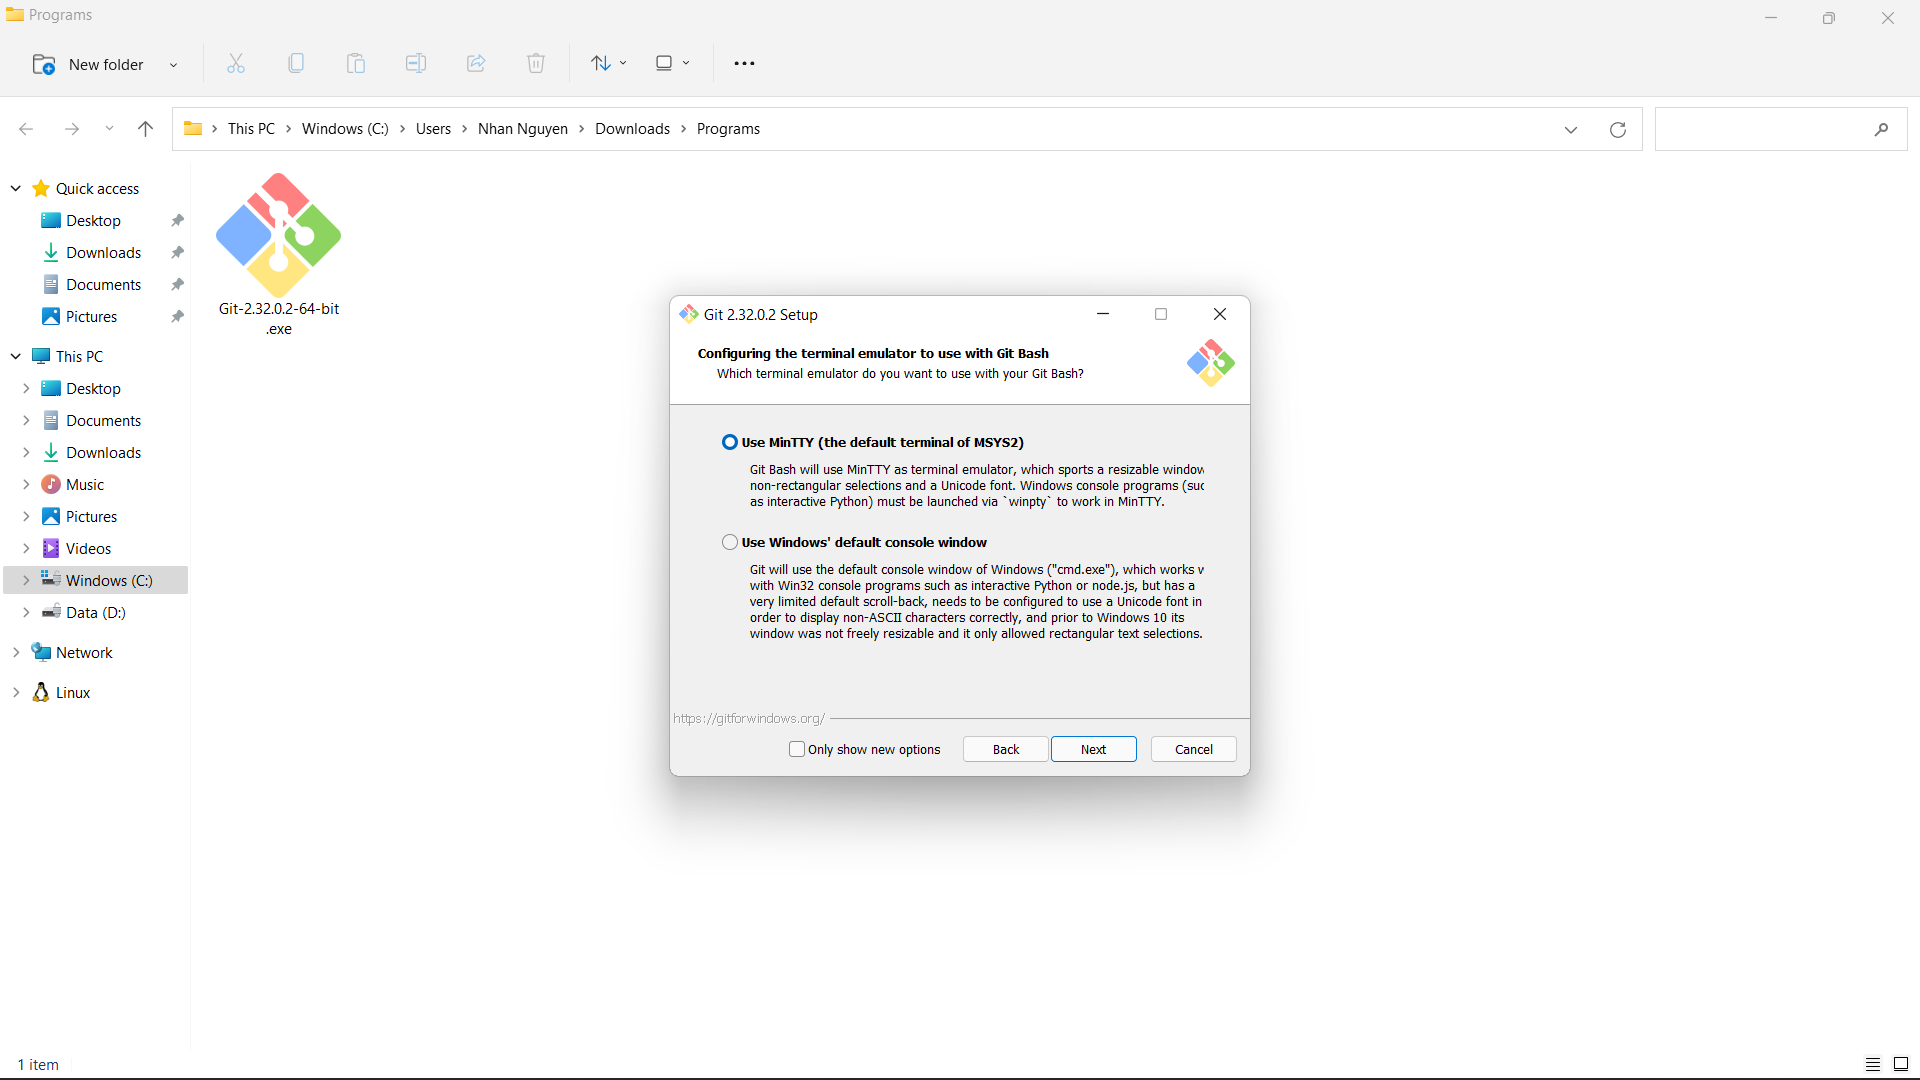 Programs
New folder
This PC
Windows (C:)
Users
Nhan Nguyen
Downloads
Programs
Quick access
Desktop
Downloads
Documents
Pictures
This PC
Desktop
Documents
Downloads
Music
Pictures
Videos
Windows (C:)
Data (D:)
Network
Linux
Git-2.32.0.2-64-bit
.exe
Git 2.32.0.2 Setup
Configuring the terminal emulator to use with Git Bash
Which terminal emulator do you want to use with your Git Bash?
Use MinTTY (the default terminal of MSYS2)
Git Bash will use MinTTY as terminal emulator, which sports a resizable window
non-rectangular selections and a Unicode font. Windows console programs (suc
as interactive Python) must be launched via `winpty` to work in MinTTY.
Use Windows' default console window
Git will use the default console window of Windows ("cmd.exe"), which works
with Win32 console programs such as interactive Python or node.js, but has a
very limited default scroll-back, needs to be configured to use a Unicode font in
order to display non-ASCII characters correctly, and prior to Windows 10 its
window was not freely resizable and it only allowed rectangular text selections.
https://gitforwindows.org/
Only show new options
Back
Next
Cancel
1 item